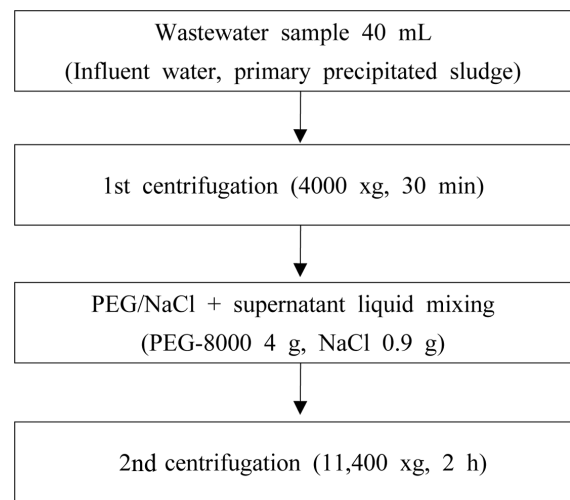 Wastewater sample 40 mL
(Influent water, primary precipitated sludge)
1st centrifugation (4000 xg, 30 min)
PEG/NaCl + supernatant liquid mixing
(PEG-8000 4 g, NaCl 0.9 g)
2nd centrifugation (11,400 xg, 2 h)